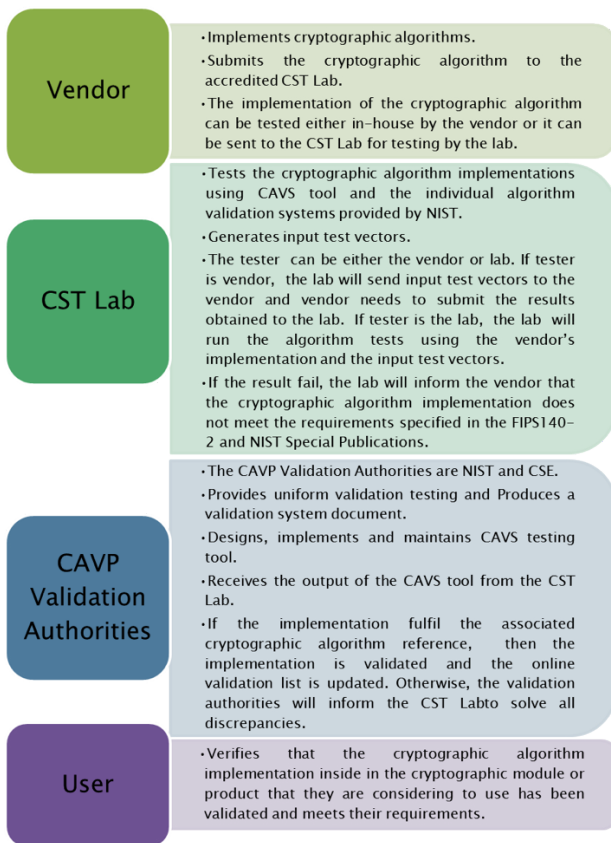 Vendor
·Implements cryptographic algorithms.
·Submits the cryptographic algorithm to the
accredited CST Lab.
·The implementation of the cryptographic algorithm
can be tested either in-house by the vendor or it can
be sent to the CST Lab for testing by the lab.
CST Lab
·Tests the cryptographic algorithm implementations
using CAVS tool and the individual algorithm
validation systems provided by NIST.
·Generates input test vectors.
·The tester can be either the vendor or lab. If tester
is vendor, the lab will send input test vectors to the
vendor and vendor needs to submit the results
obtained to the lab. If tester is the lab, the lab will
run the algorithm tests using the vendor's
implementation and the input test vectors.
·If the result fail, the lab will inform the vendor that
the cryptographic algorithm implementation does
not meet the requirements specified in the FIPS140-
2 and NIST Special Publications.
CAVP
Validation
Authorities
·The CAVP Validation Authorities are NIST and CSE.
·Provides uniform validation testing and Produces a
validation system document.
·Designs, implements and maintains CAVS testing
tool.
·Receives the output of the CAVS tool from the CST
Lab.
·If the implementation fulfil the associated
cryptographic algorithm reference, then the
implementation is validated and the online
validation list is updated. Otherwise, the validation
authorities will inform the CST Labto solve all
discrepancies.
User
·Verifies that the cryptographic algorithm
implementation inside in the cryptographic module or
product that they are considering to use has been
validated and meets their requirements.